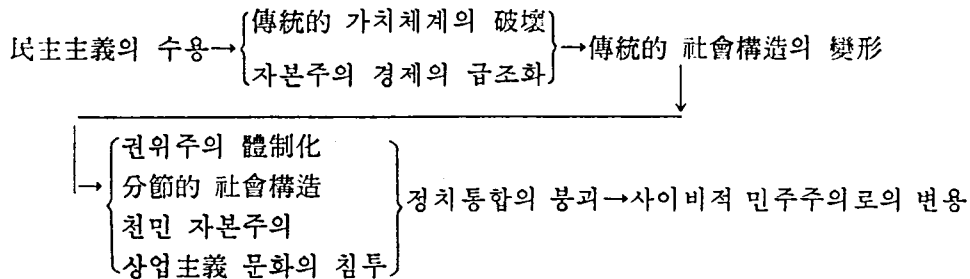 傳統的 가치체계의 破壞
民主主義의 수용→ →傳統的 社會構造의 變形
자본주의 경제의 급조화
권위주의 體制化
分節的 社會構造
정치통합의 붕괴→사이비적 민주주의로의 변용
천민 자본주의
상업主義 문화의 침투